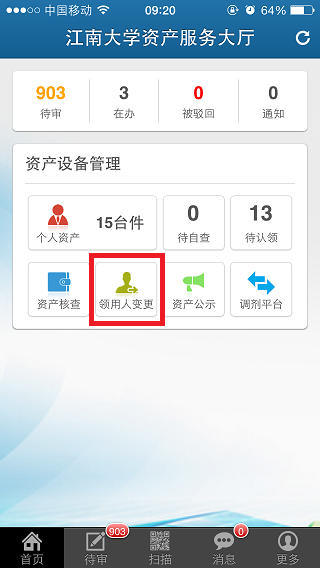 中国移动 09:20 64%
江南大学资产服务大厅
903 3 0 0
待审 在办 被驳回 通知
资产设备管理
15台件 0 13
个人资产 待自查 待认领
资产核查 领用人变更 资产公示 调剂平台
903 0
首页 待审 扫描 消息 更多